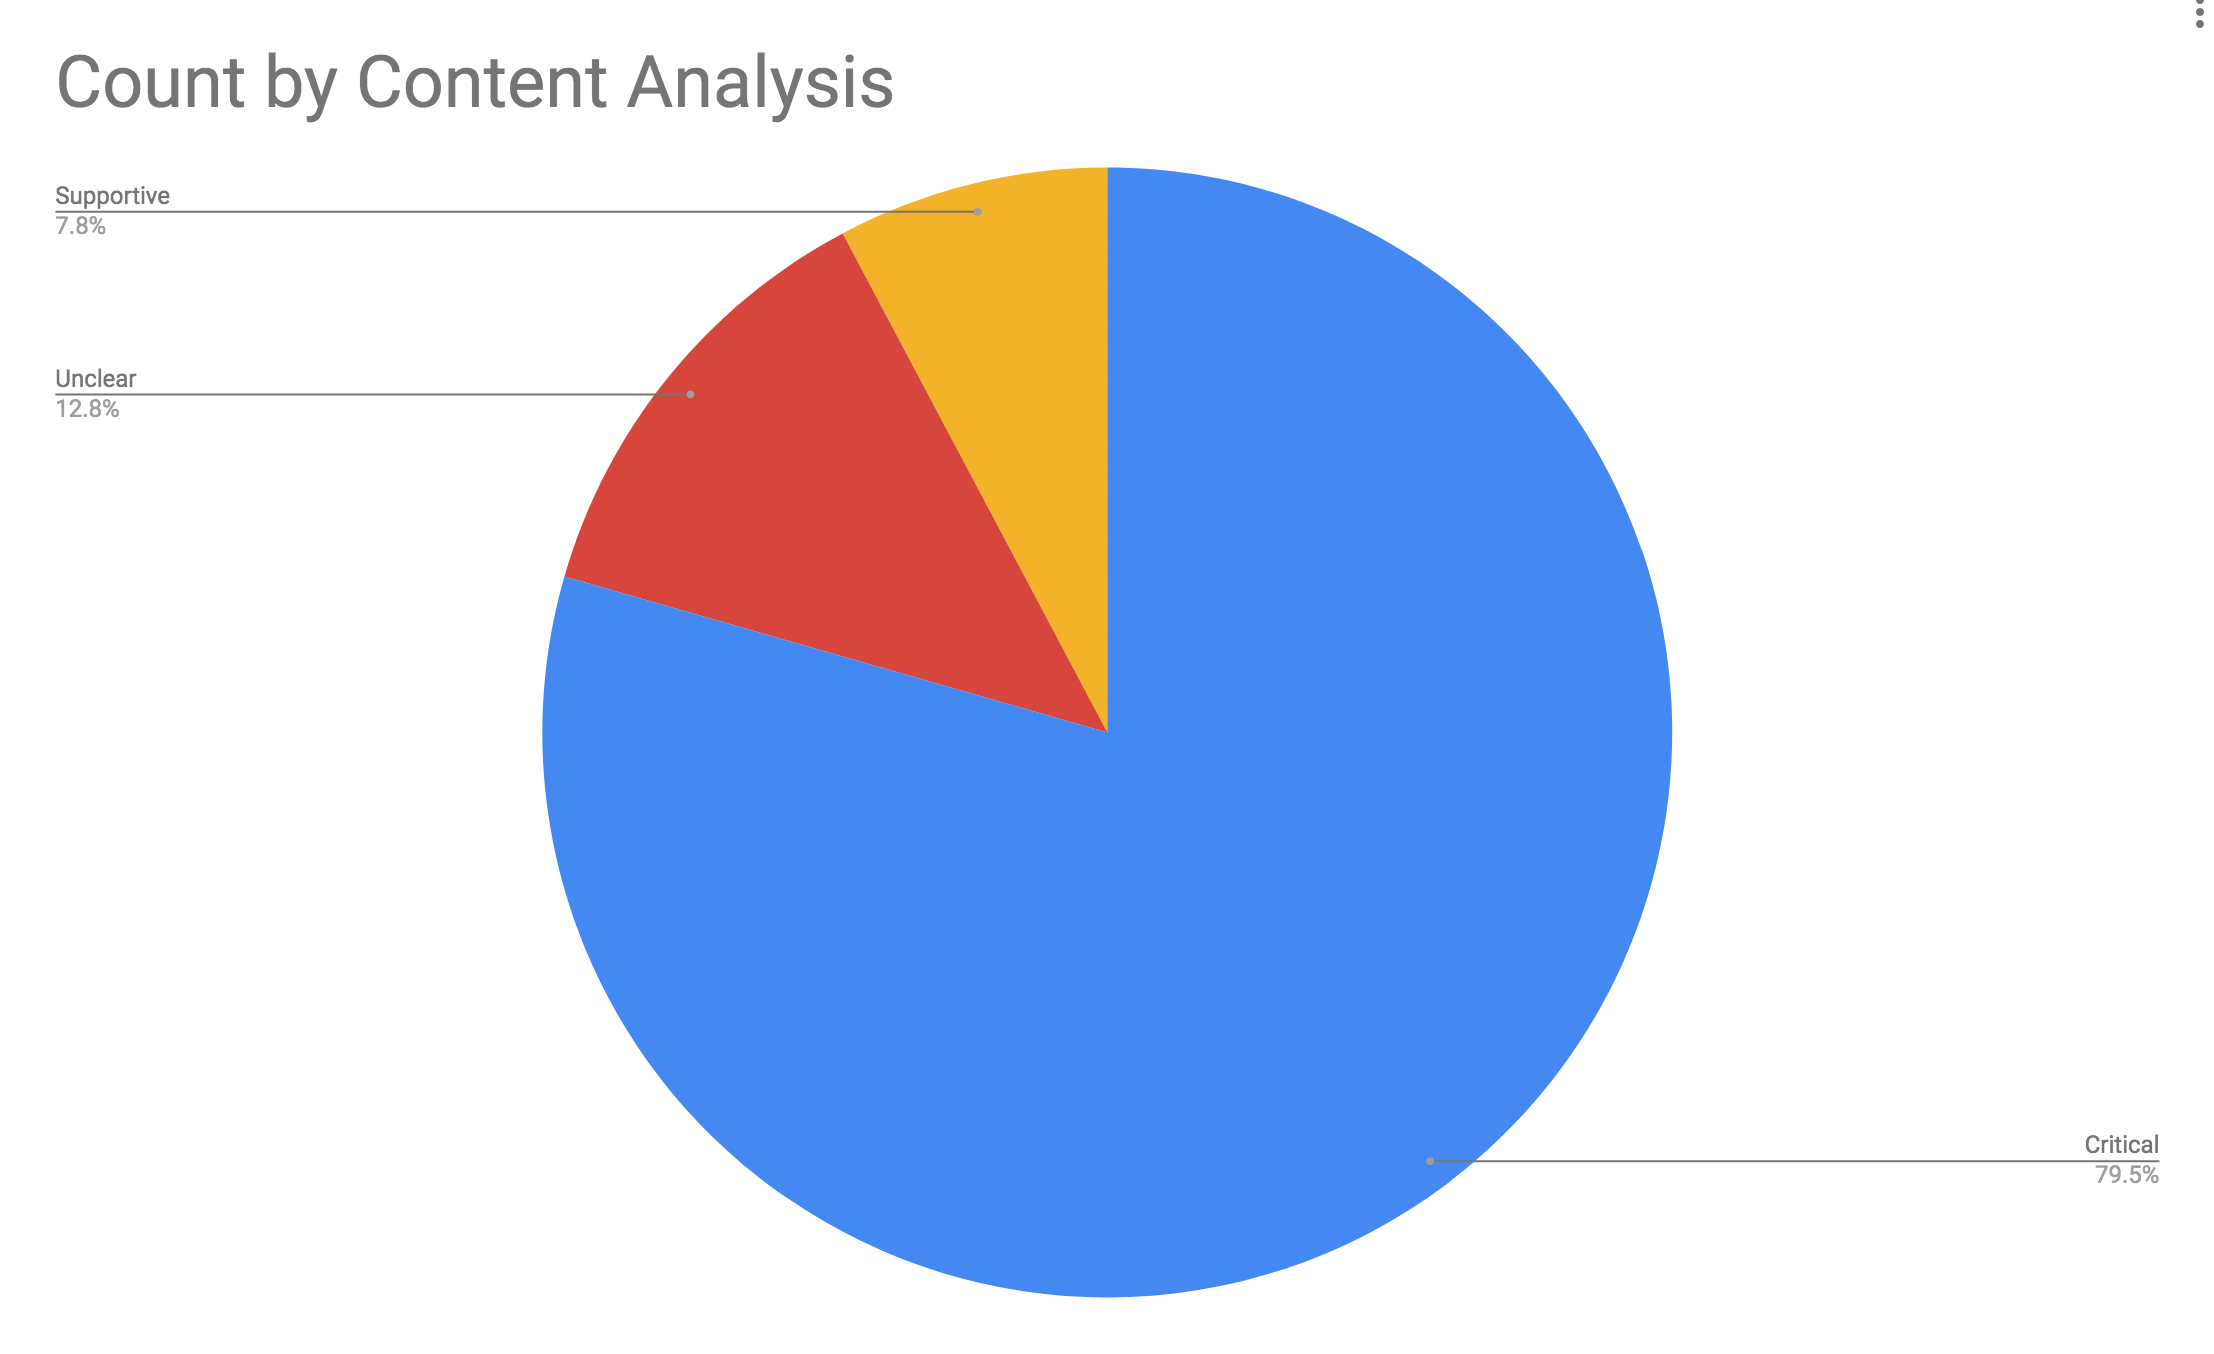 Count by Content Analysis
Supportive
7.8%
Unclear
12.8%
Critical
79.5%